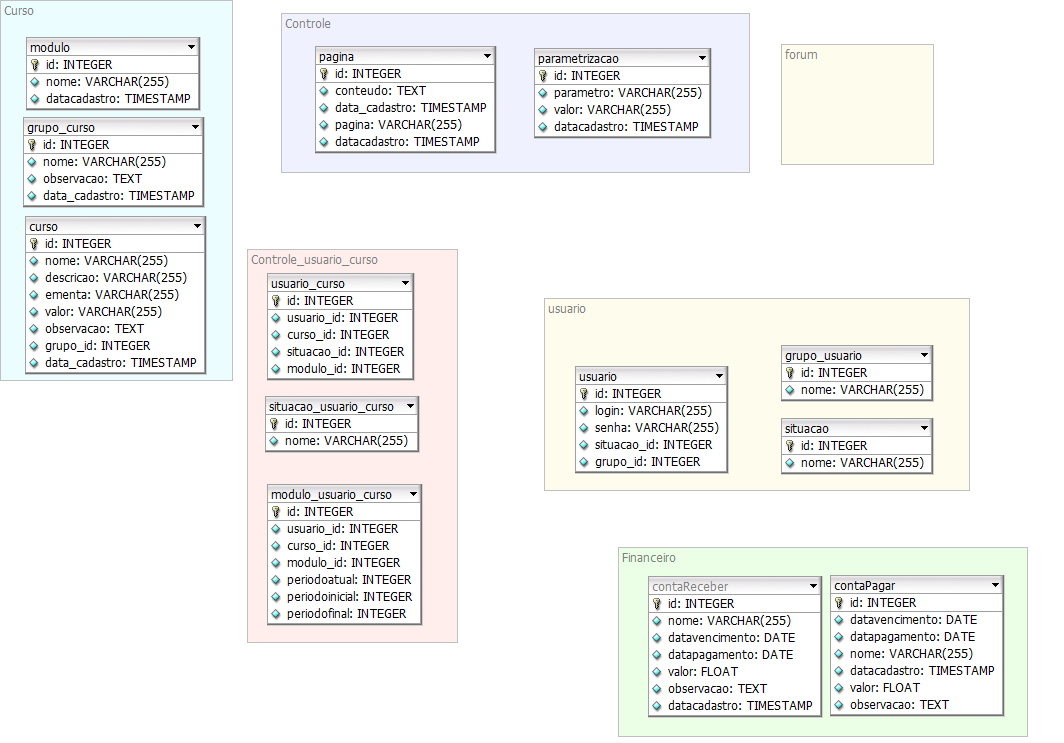 Curso
modulo
id: INTEGER
nome: VARCHAR(255)
datacadastro: TIMESTAMP
grupo_curso
id: INTEGER
nome: VARCHAR(255)
observacao: TEXT
data_cadastro: TIMESTAMP
curso
id: INTEGER
nome: VARCHAR(255)
descricao: VARCHAR(255)
ementa: VARCHAR(255)
valor: VARCHAR(255)
observacao: TEXT
grupo_id: INTEGER
data_cadastro: TIMESTAMP
Controle
pagina
id: INTEGER
conteudo: TEXT
data_cadastro: TIMESTAMP
pagina: VARCHAR(255)
datacadastro: TIMESTAMP
parametrizacao
id: INTEGER
parametro: VARCHAR(255)
valor: VARCHAR(255)
datacadastro: TIMESTAMP
forum
Controle_usuario_curso
usuario_curso
id: INTEGER
usuario_id: INTEGER
curso_id: INTEGER
situacao_id: INTEGER
modulo_id: INTEGER
situacao_usuario_curso
id: INTEGER
nome: VARCHAR(255)
modulo_usuario_curso
id: INTEGER
usuario_id: INTEGER
curso_id: INTEGER
modulo_id: INTEGER
periodoatual: INTEGER
periodoinicial: INTEGER
periodofinal: INTEGER
usuario
usuario
id: INTEGER
login: VARCHAR(255)
senha: VARCHAR(255)
situacao_id: INTEGER
grupo_id: INTEGER
grupo_usuario
id: INTEGER
nome: VARCHAR(255)
situacao
id: INTEGER
nome: VARCHAR(255)
Financeiro
contaReceber
id: INTEGER
nome: VARCHAR(255)
datavencimento: DATE
datapagamento: DATE
valor: FLOAT
observacao: TEXT
datacadastro: TIMESTAMP
contaPagar
id: INTEGER
datavencimento: DATE
datapagamento: DATE
nome: VARCHAR(255)
datacadastro: TIMESTAMP
valor: FLOAT
observacao: TEXT